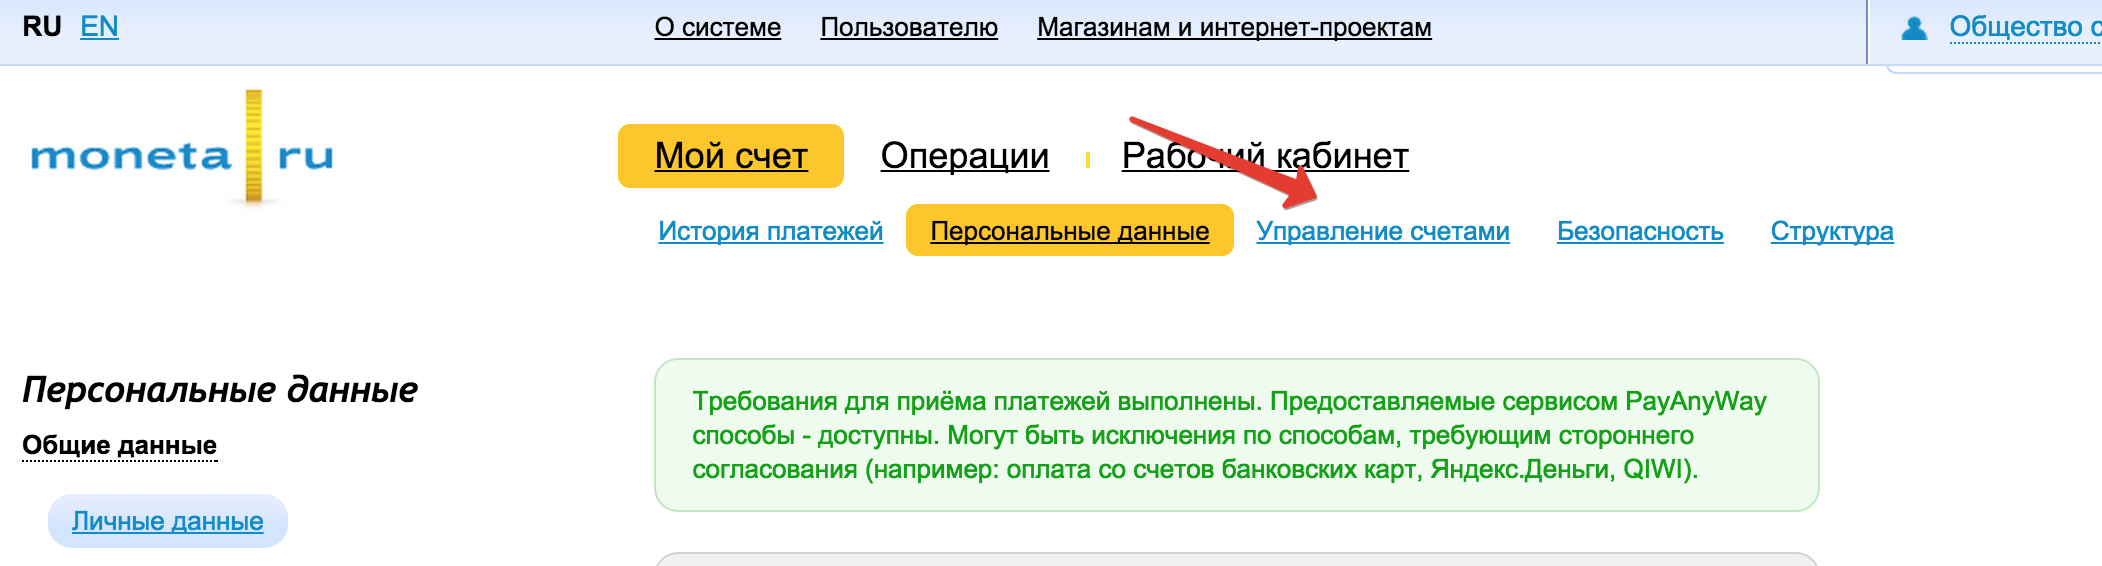 RU EN О системе Пользователю Магазинам и интернет-проектам Общество
moneta ru
Мой счет Операции Рабочий кабинет
История платежей Персональные данные Управление счетами Безопасность Структура
Персональные данные
Общие данные
Личные данные
Требования для приёма платежей выполнены. Предоставляемые сервисом PayAnyWay
способы - доступны. Могут быть исключения по способам, требующим стороннего
согласования (например: оплата со счетов банковских карт, Яндекс.Деньги, QIWI).